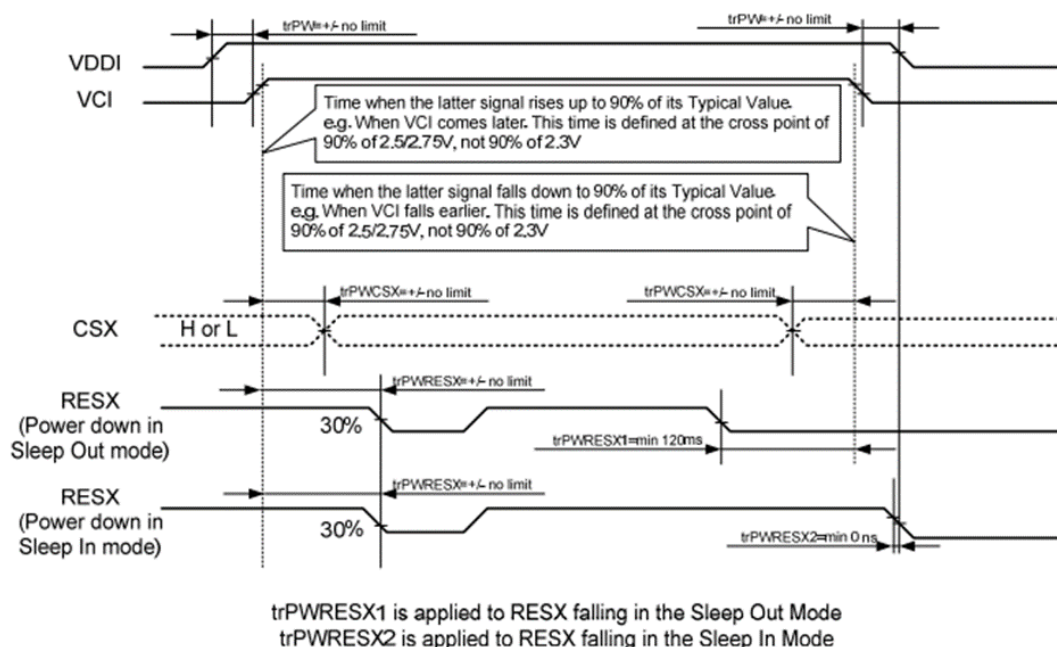 trPW=+/- no limit
trPW=+/- no limit
VDDI
VCI
Time when the latter signal rises up to 90% of its Typical Value.
e.g. When VCI comes later. This time is defined at the cross point of
90% of 2.5/2.75V, not 90% of 2.3V
Time when the latter signal falls down to 90% of its Typical Value.
e.g. When VCI falls earlier. This time is defined at the cross point of
90% of 2.5/2.75V, not 90% of 2.3V
trPWCSX=+/- no limit
trPWCSX=+/- no limit
CSX
H or L
trPWRESX=+/- no limit
RESX
(Power down in
Sleep Out mode)
30%
trPWRESX1=min 120ms
trPWRESX=+/- no limit
RESX
(Power down in
Sleep In mode)
30%
trPWRESX2=min 0 ns
trPWRESX1 is applied to RESX falling in the Sleep Out Mode
trPWRESX2 is applied to RESX falling in the Sleep In Mode